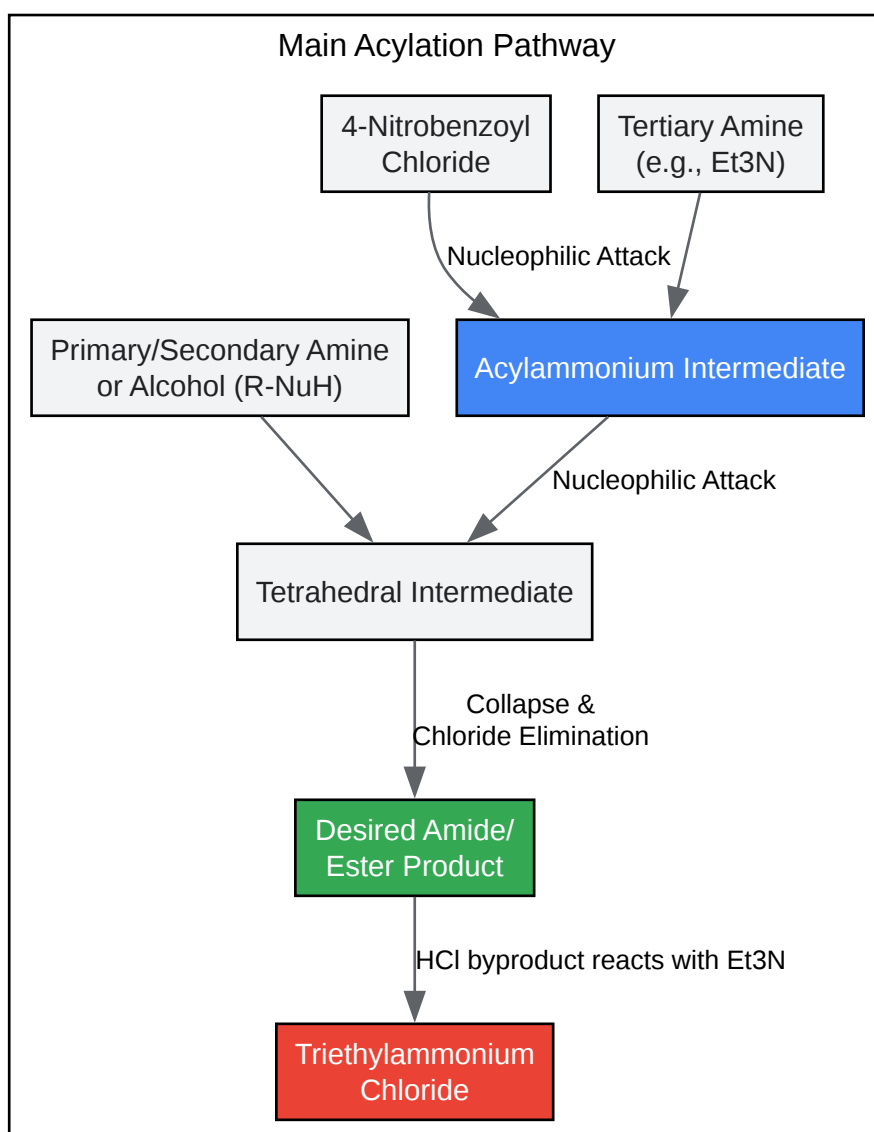 Main Acylation Pathway
4-Nitrobenzoyl
Chloride
Tertiary Amine
(e.g., Et3N)
Nucleophilic Attack
Primary/Secondary Amine
or Alcohol (R-NuH)
Acylammonium Intermediate
Nucleophilic Attack
Tetrahedral Intermediate
Collapse &
Chloride Elimination
Desired Amide/
Ester Product
HCl byproduct reacts with Et3N
Triethylammonium
Chloride